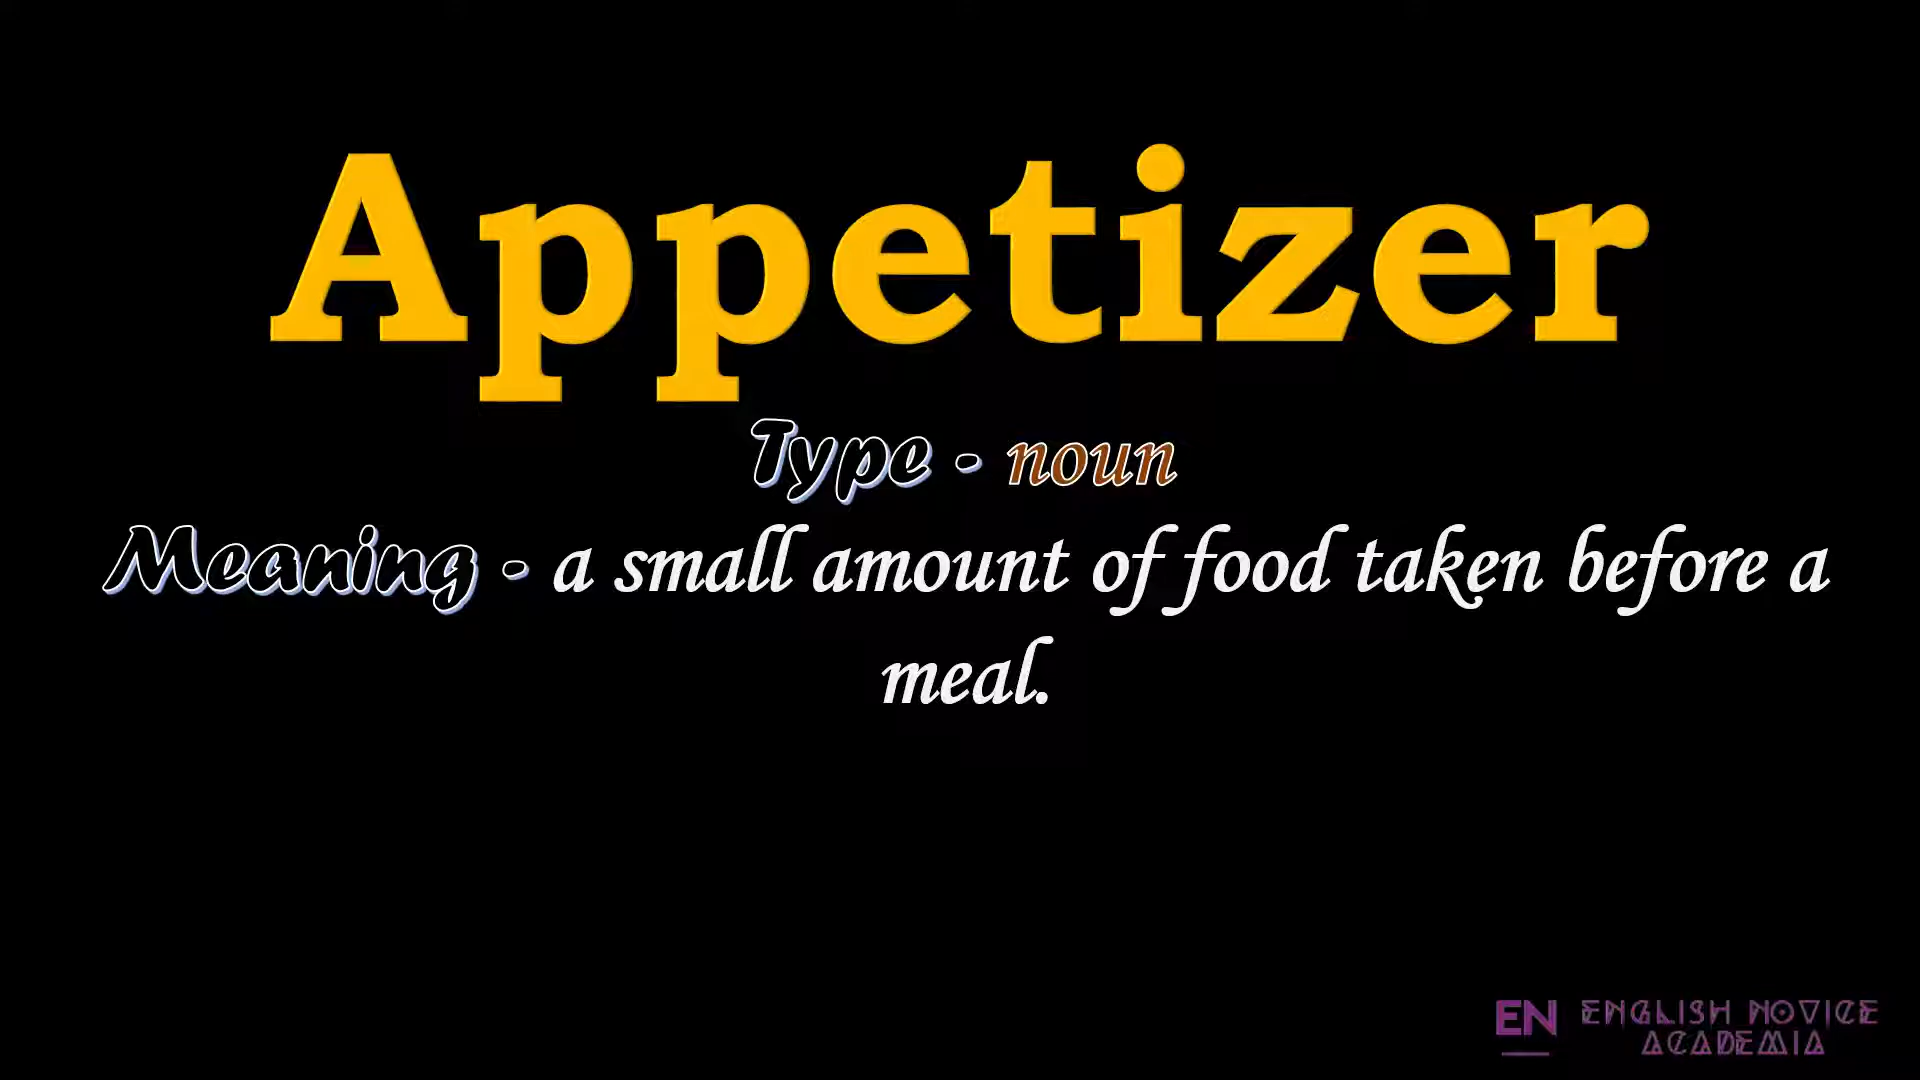 Appetizer
Type - noun
Meaning - a small amount of food taken before a
meal.
EN ENGLISH NOVICE
ACADEMIA